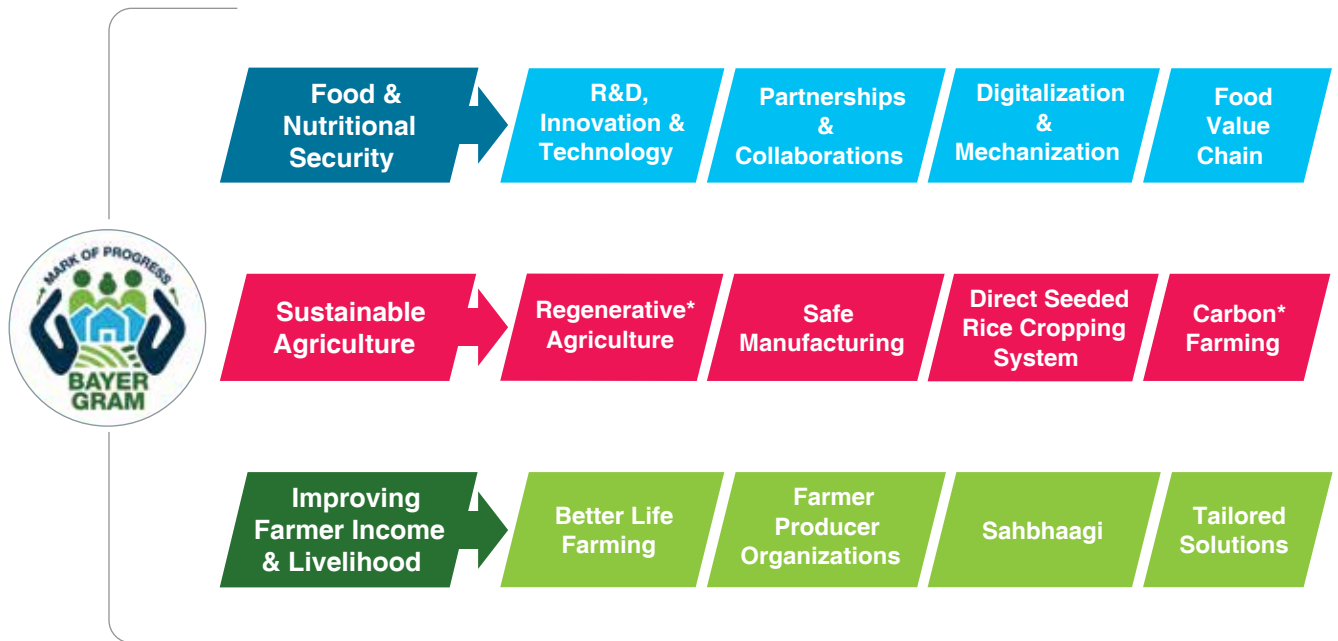 Food &
Nutritional
Security
R&D,
Innovation &
Technology
Partnerships
&
Collaborations
Digitalization
&
Mechanization
Food
Value
Chain
MARK OF PROGRESS
BAYER
GRAM
Sustainable
Agriculture
Regenerative*
Agriculture
Safe
Manufacturing
Direct Seeded
Rice Cropping
System
Carbon*
Farming
Improving
Farmer Income
& Livelihood
Better Life
Farming
Farmer
Producer
Organizations
Sahbhaagi
Tailored
Solutions